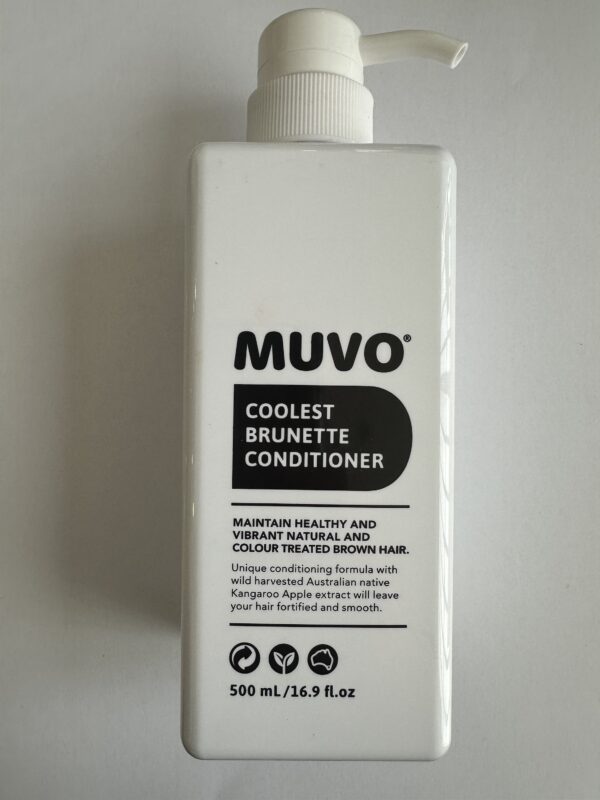 MUVO®
COOLEST
BRUNETTE
CONDITIONER
MAINTAIN HEALTHY AND
VIBRANT NATURAL AND
COLOUR TREATED BROWN HAIR.
Unique conditioning formula with
wild harvested Australian native
Kangaroo Apple extract will leave
your hair fortified and smooth.
500 mL/16.9 fl.oz